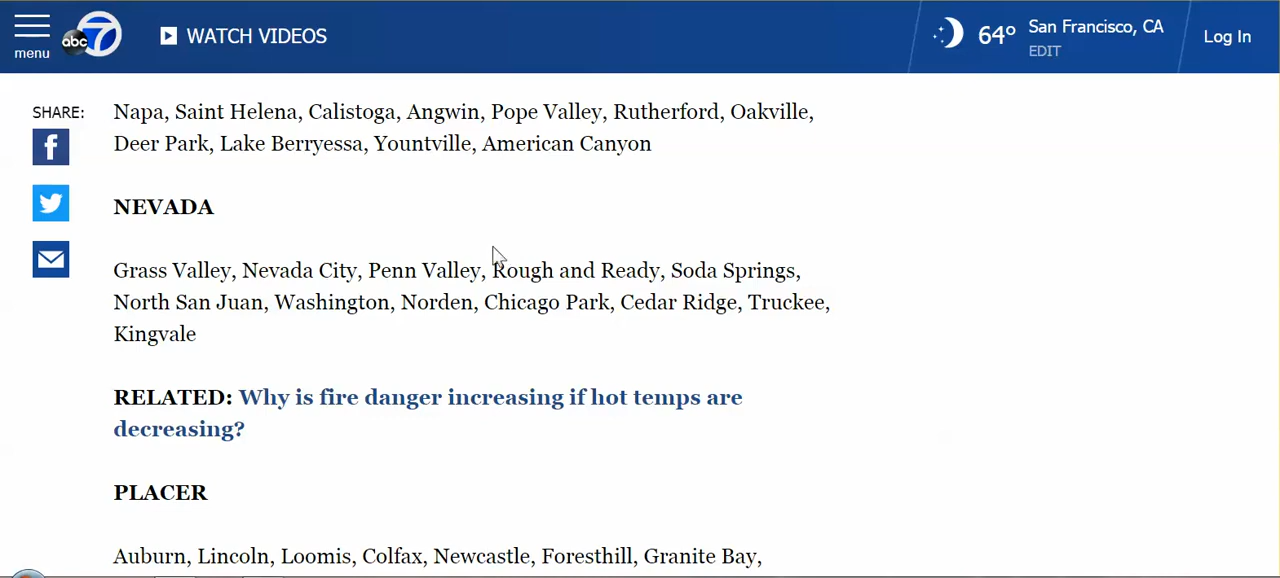 menu
abc 7
WATCH VIDEOS
64°
San Francisco, CA
EDIT
Log In
SHARE:
Napa, Saint Helena, Calistoga, Angwin, Pope Valley, Rutherford, Oakville,
Deer Park, Lake Berryessa, Yountville, American Canyon
NEVADA
Grass Valley, Nevada City, Penn Valley, Rough and Ready, Soda Springs,
North San Juan, Washington, Norden, Chicago Park, Cedar Ridge, Truckee,
Kingvale
RELATED: Why is fire danger increasing if hot temps are
decreasing?
PLACER
Auburn, Lincoln, Loomis, Colfax, Newcastle, Foresthill, Granite Bay,